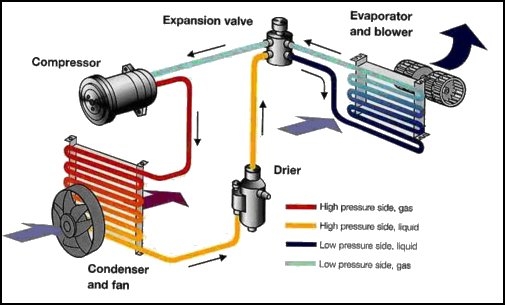 Expansion valve
Evaporator
and blower
Compressor
Drier
High pressure side, gas
High pressure side, liquid
Low pressure side, liquid
Low pressure side, gas
Condenser
and fan